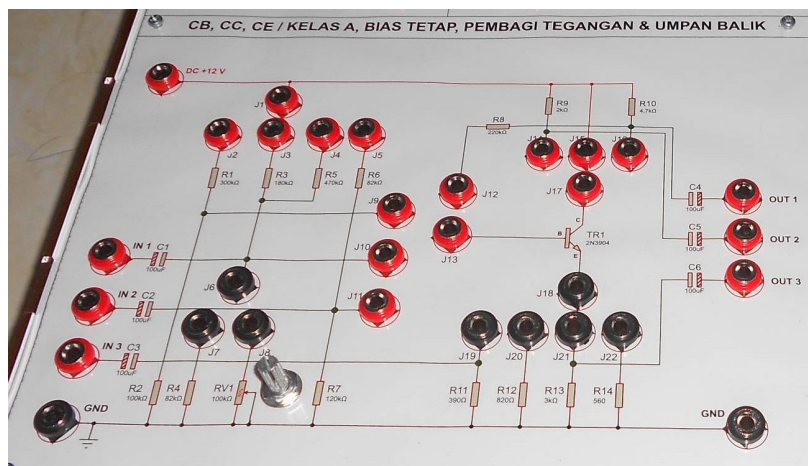 CB, CC, CE / KELAS A, BIAS TETAP, PEMBAGI TEGANGAN & UMPAN BALIK
DC +12 V
J1
R9
2kΩ
R10
4,7kΩ
R8
220kΩ
J2
J3
J4
J5
J15
R1
300kΩ
R3
180kΩ
R5
470kΩ
R6
82kΩ
J12
J17
C4
100uF
OUT 1
J9
C
B
TR1
2N3904
E
J13
C5
100uF
OUT 2
IN 1
C1
100uF
J10
C6
100uF
OUT 3
J6
J18
IN 2
C2
100uF
J11
J7
J8
J19
J20
J21
J22
IN 3
C3
100uF
R2
100kΩ
R4
82kΩ
RV1
100kΩ
R7
120kΩ
R11
390Ω
R12
820Ω
R13
3kΩ
R14
560
GND
GND